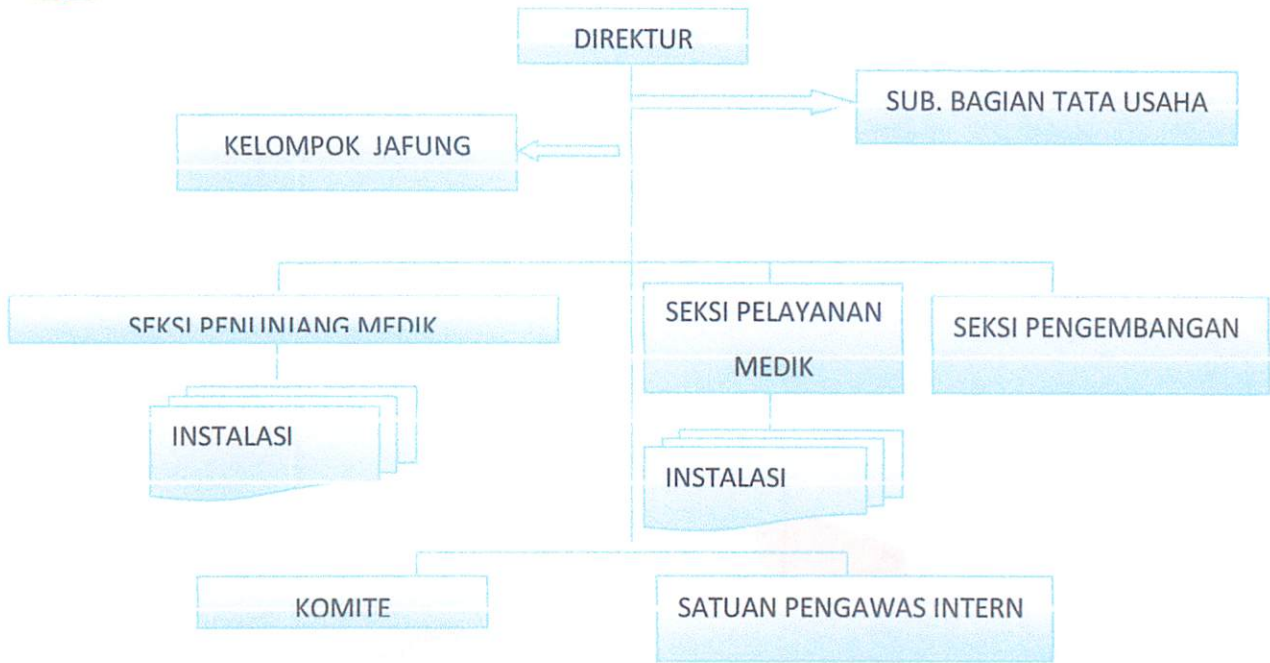 DIREKTUR
SUB. BAGIAN TATA USAHA
KELOMPOK JAFUNG
SEKSI PENUNJANG MEDIK
SEKSI PELAYANAN
MEDIK
SEKSI PENGEMBANGAN
INSTALASI
INSTALASI
KOMITE
SATUAN PENGAWAS INTERN